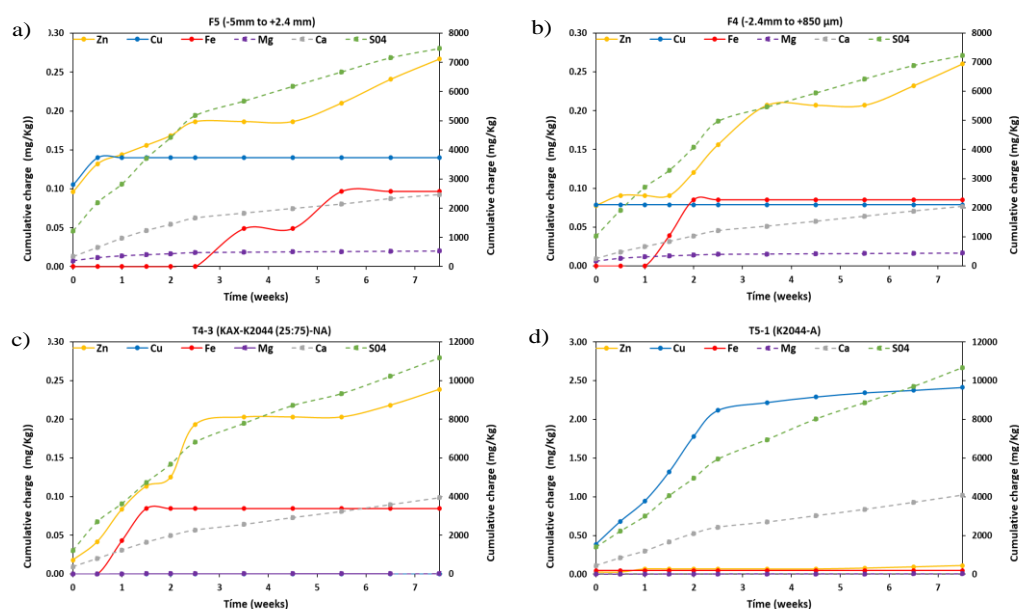 a)
F5 (-5mm to +2.4 mm)
Zn Cu Fe Mg Ca S04
Cumulative charge (mg/Kg)
0.30
0.25
0.20
0.15
0.10
0.05
0.00
8000
7000
6000
5000
4000
3000
2000
1000
0
Cumulative charge (mg/Kg)
0 1 2 3 4 5 6 7
Time (weeks)
b)
F4 (-2.4mm to +850 µm)
Zn Cu Fe Mg Ca S04
Cumulative charge (mg/Kg)
0.30
0.25
0.20
0.15
0.10
0.05
0.00
8000
7000
6000
5000
4000
3000
2000
1000
0
Cumulative charge (mg/Kg)
0 1 2 3 4 5 6 7
Time (weeks)
c)
T4-3 (KAX-K2044 (25:75)-NA)
Zn Cu Fe Mg Ca S04
Cumulative charge (mg/Kg)
0.30
0.25
0.20
0.15
0.10
0.05
0.00
12000
10000
8000
6000
4000
2000
0
Cumulative charge (mg/Kg)
0 1 2 3 4 5 6 7
Time (weeks)
d)
T5-1 (K2044-A)
Zn Cu Fe Mg Ca S04
Cumulative charge (mg/Kg)
3.00
2.50
2.00
1.50
1.00
0.50
0.00
12000
10000
8000
6000
4000
2000
0
Cumulative charge (mg/Kg)
0 1 2 3 4 5 6 7
Time (weeks)